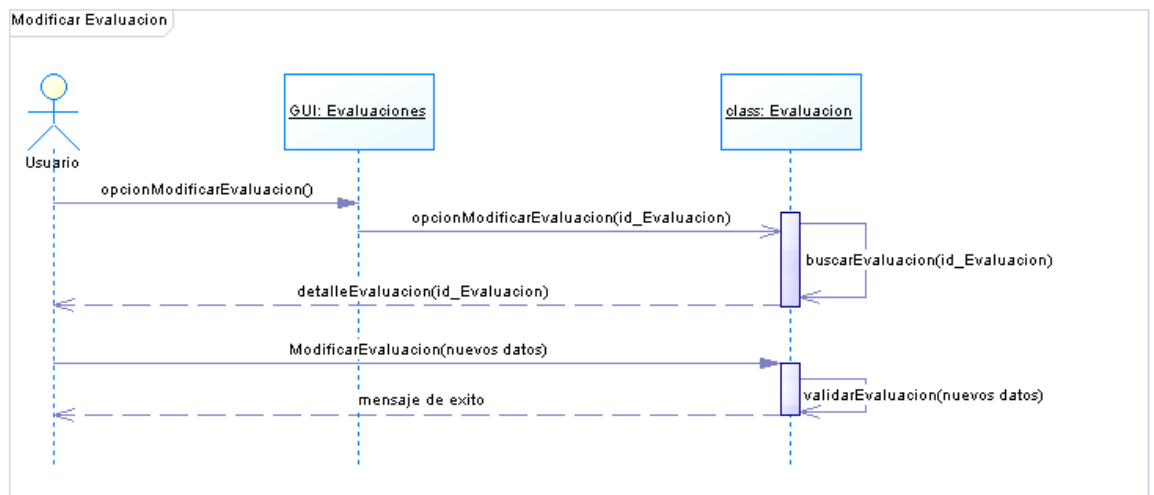 Modificar Evaluacion
GUI: Evaluaciones
class: Evaluacion
Usuario
opcionModificarEvaluacion()
opcionModificarEvaluacion(id_Evaluacion)
buscarEvaluacion(id_Evaluacion)
detalleEvaluacion(id_Evaluacion)
ModificarEvaluacion(nuevos datos)
validarEvaluacion(nuevos datos)
mensaje de exito